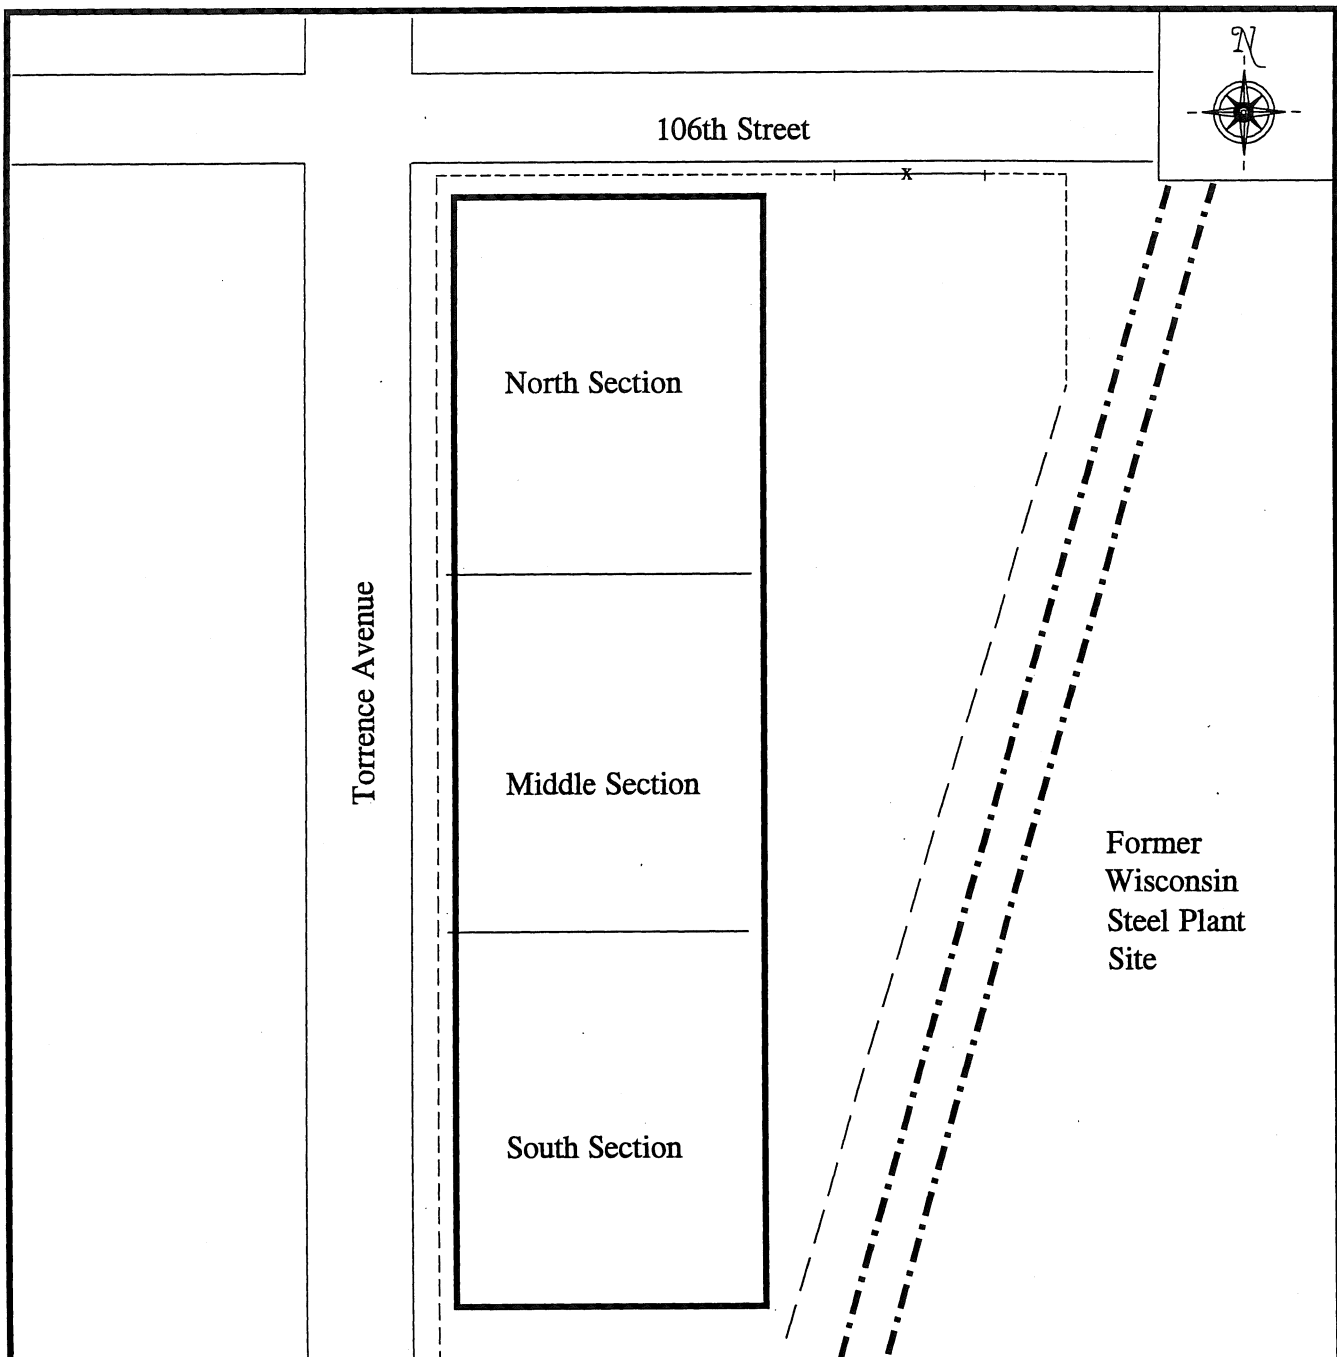 N
106th Street
x
North Section
Torrence Avenue
Middle Section
Former
Wisconsin
Steel Plant
Site
South Section